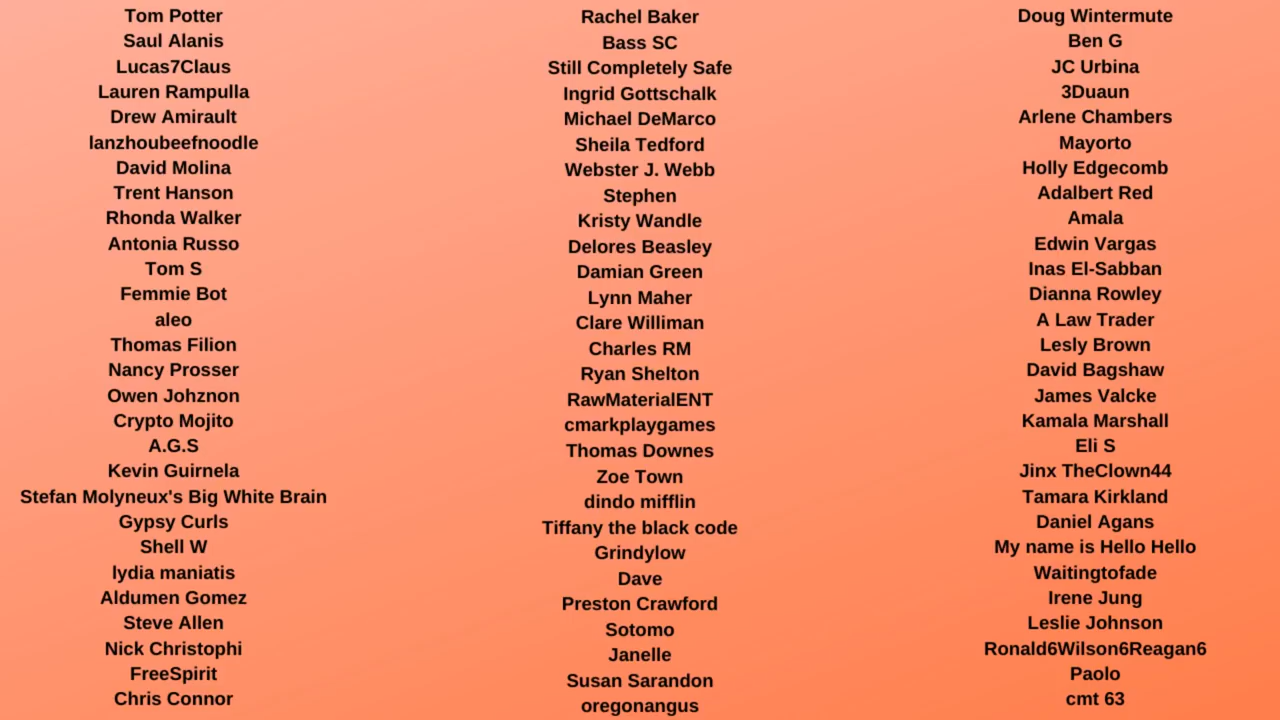 Tom Potter
Saul Alanis
Lucas7Claus
Lauren Rampulla
Drew Amirault
lanzhoubeefnoodle
David Molina
Trent Hanson
Rhonda Walker
Antonia Russo
Tom S
Femmie Bot
aleo
Thomas Filion
Nancy Prosser
Owen Johznon
Crypto Mojito
A.G.S
Kevin Guirnela
Stefan Molyneux's Big White Brain
Gypsy Curls
Shell W
lydia maniatis
Aldumen Gomez
Steve Allen
Nick Christophi
FreeSpirit
Chris Connor
Rachel Baker
Bass SC
Still Completely Safe
Ingrid Gottschalk
Michael DeMarco
Sheila Tedford
Webster J. Webb
Stephen
Kristy Wandle
Delores Beasley
Damian Green
Lynn Maher
Clare Williman
Charles RM
Ryan Shelton
RawMaterialENT
cmarkplaygames
Thomas Downes
Zoe Town
dindo mifflin
Tiffany the black code
Grindylow
Dave
Preston Crawford
Sotomo
Janelle
Susan Sarandon
oregonangus
Doug Wintermute
Ben G
JC Urbina
3Duaun
Arlene Chambers
Mayorto
Holly Edgecomb
Adalbert Red
Amala
Edwin Vargas
Inas El-Sabban
Dianna Rowley
A Law Trader
Lesly Brown
David Bagshaw
James Valcke
Kamala Marshall
Eli S
Jinx TheClown44
Tamara Kirkland
Daniel Agans
My name is Hello Hello
Waitingtofade
Irene Jung
Leslie Johnson
Ronald6Wilson6Reagan6
Paolo
cmt 63